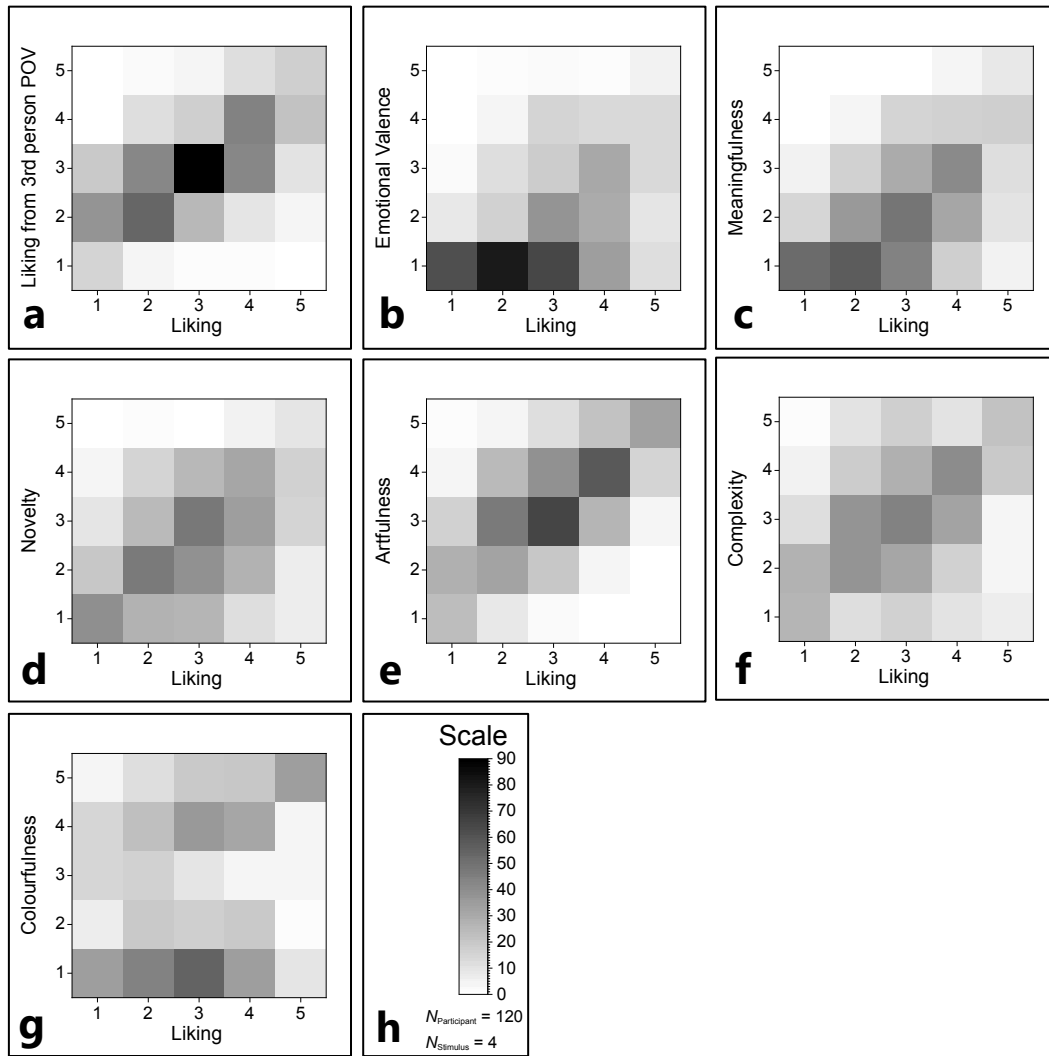 Liking from 3rd person POV
5
4
3
2
1
1 2 3 4 5
Liking
a
Emotional Valence
5
4
3
2
1
1 2 3 4 5
Liking
b
Meaningfulness
5
4
3
2
1
1 2 3 4 5
Liking
c
Novelty
5
4
3
2
1
1 2 3 4 5
Liking
d
Artfulness
5
4
3
2
1
1 2 3 4 5
Liking
e
Complexity
5
4
3
2
1
1 2 3 4 5
Liking
f
Colourfulness
5
4
3
2
1
1 2 3 4 5
Liking
g
Scale
90
80
70
60
50
40
30
20
10
0
h
NParticipant = 120
NStimulus = 4